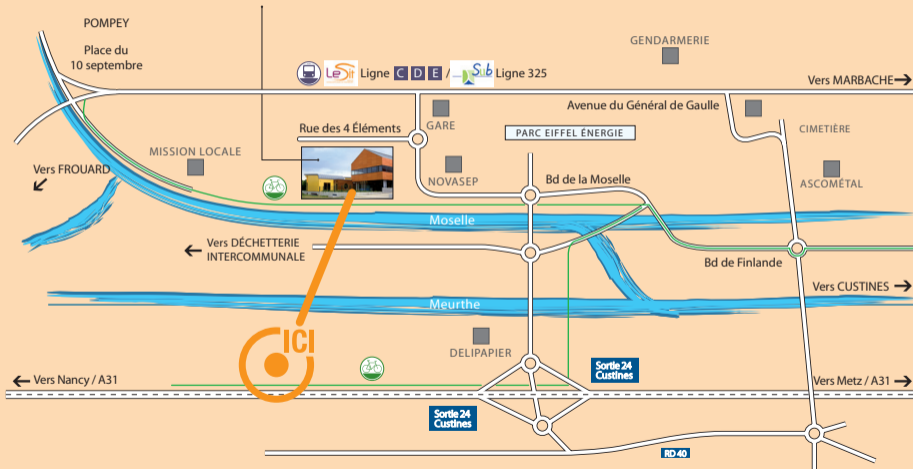 POMPEY
Place du
10 septembre
LeSit Ligne C D E / Sub Ligne 325
GENDARMERIE
Vers MARBACHE
Avenue du Général de Gaulle
GARE
Rue des 4 Éléments
PARC EIFFEL ÉNERGIE
CIMETIÈRE
MISSION LOCALE
Vers FROUARD
NOVASEP
Bd de la Moselle
ASCOMÉTAL
Moselle
Vers DÉCHETTERIE
INTERCOMMUNALE
Bd de Finlande
Vers CUSTINES
Meurthe
ICI
DELIPAPIER
Sortie 24
Custines
Vers Nancy / A31
Vers Metz / A31
Sortie 24
Custines
RD 40